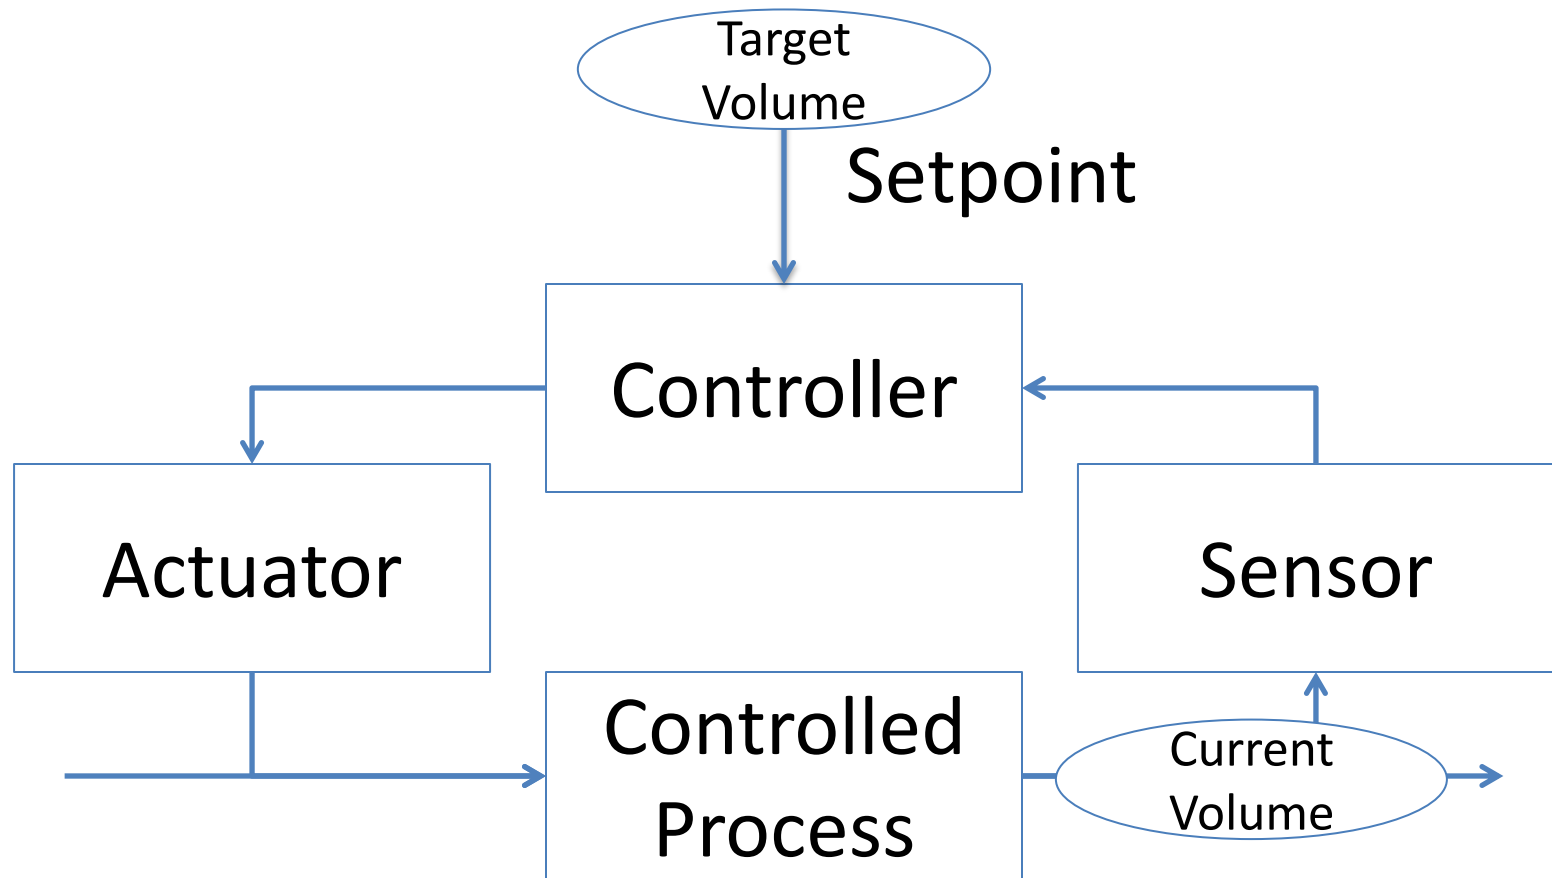 Target
Volume
Setpoint
Controller
Actuator
Sensor
Controlled
Process
Current
Volume